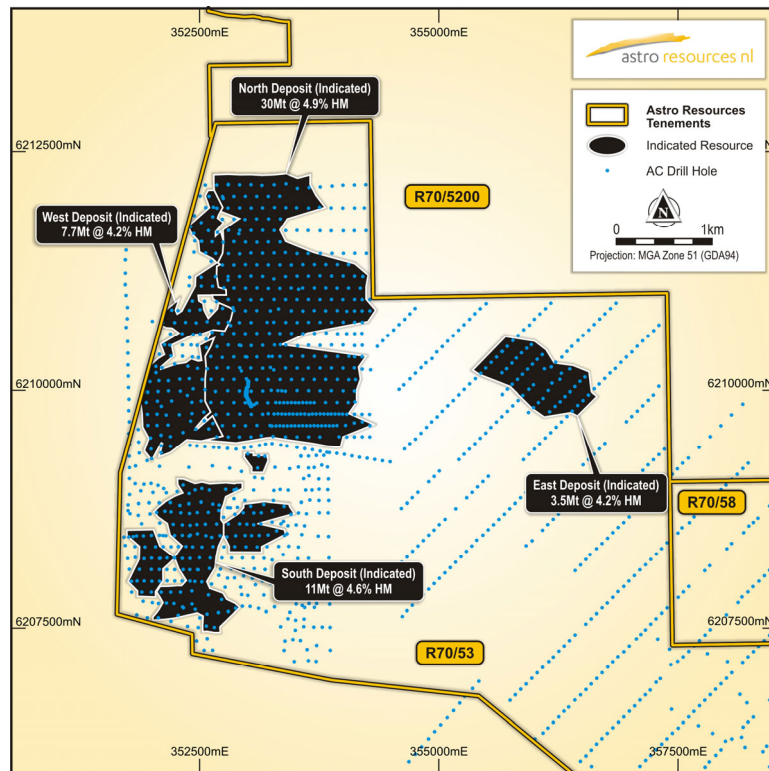 352500mE
355000mE
astro resources nl
North Deposit (Indicated)
30Mt @ 4.9% HM
Astro Resources
Tenements
Indicated Resource
AC Drill Hole
N
0
1km
Projection: MGA Zone 51 (GDA94)
6212500mN
R70/5200
West Deposit (Indicated)
7.7Mt @ 4.2% HM
6210000mN
6210000mN
East Deposit (Indicated)
3.5Mt @ 4.2% HM
R70/58
South Deposit (Indicated)
11Mt @ 4.6% HM
6207500mN
6207500mN
R70/53
352500mE
355000mE
357500mE